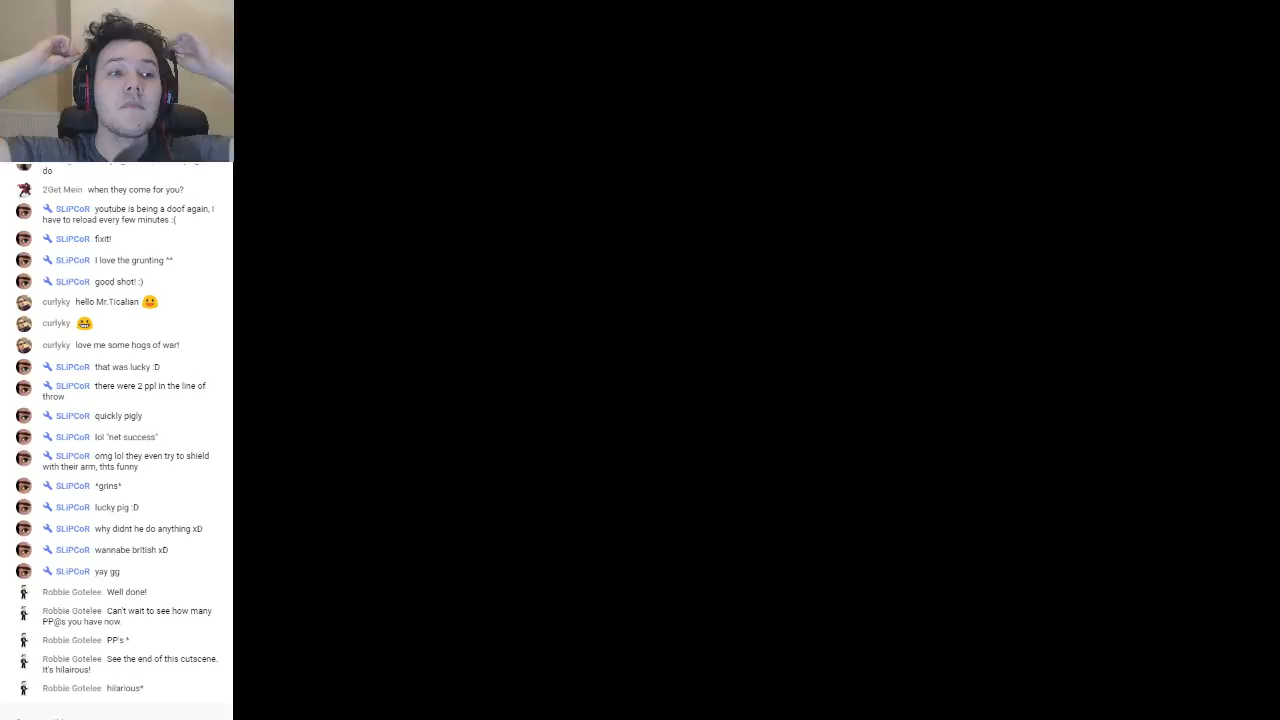 do
2Get Mein when they come for you?
SLiPCoR youtube is being a doof again, I
have to reload every few minutes :(
SLiPCoR fixit!
SLiPCoR I love the grunting ^^
SLiPCoR good shot! :)
curlyky hello Mr.Ticalian
curlyky
curlyky love me some hogs of war!
SLiPCoR that was lucky :D
SLiPCoR there were 2 ppl in the line of
throw
SLiPCoR quickly pigly
SLiPCoR lol "net success"
SLiPCoR omg lol they even try to shield
with their arm, thts funny
SLiPCoR *grins*
SLiPCoR lucky pig :D
SLiPCoR why didnt he do anything xD
SLiPCoR wannabe british xD
SLiPCoR yay gg
Robbie Gotelee Well done!
Robbie Gotelee Can't wait to see how many
PP@s you have now.
Robbie Gotelee PP's *
Robbie Gotelee See the end of this cutscene.
It's hilairous!
Robbie Gotelee hilarious*